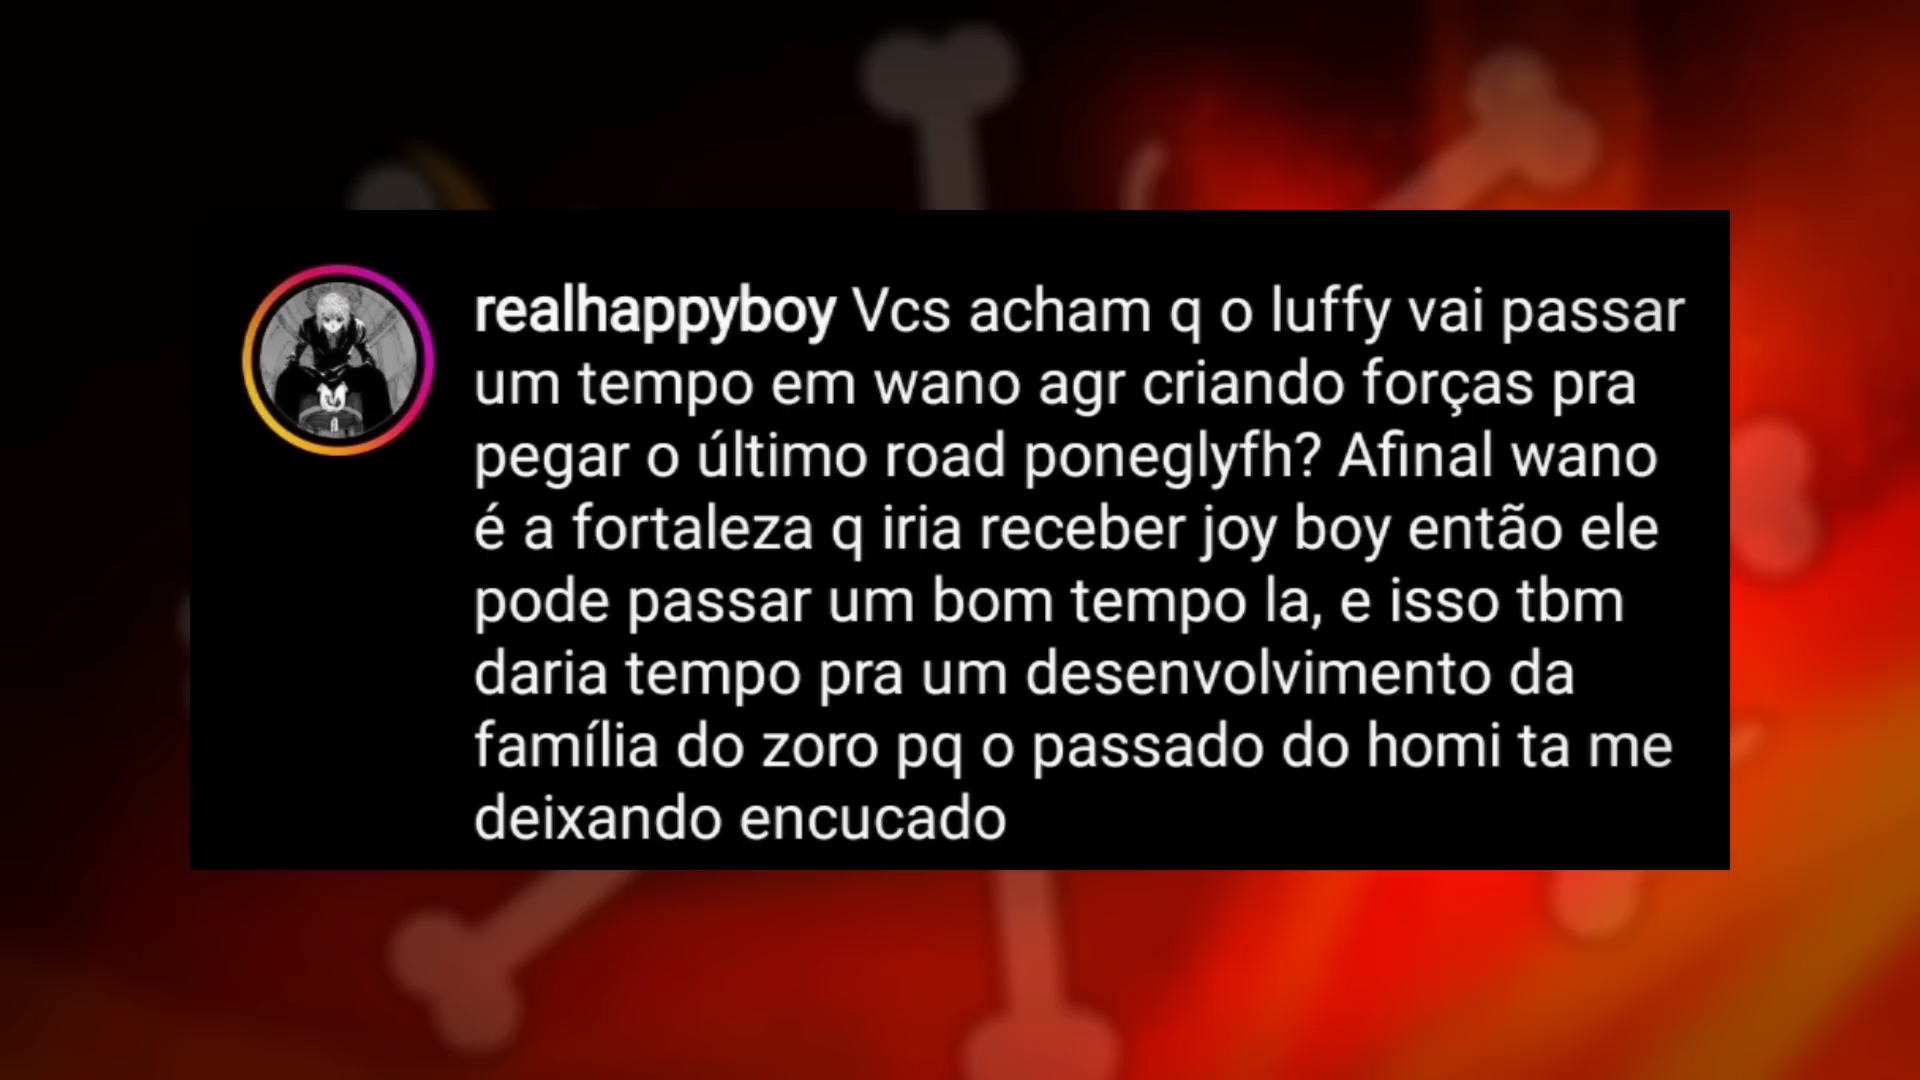 realhappyboy Vcs acham q o luffy vai passar
um tempo em wano agr criando forças pra
pegar o último road poneglyfh? Afinal wano
é a fortaleza q iria receber joy boy então ele
pode passar um bom tempo la, e isso tbm
daria tempo pra um desenvolvimento da
família do zoro pq o passado do homi ta me
deixando encucado